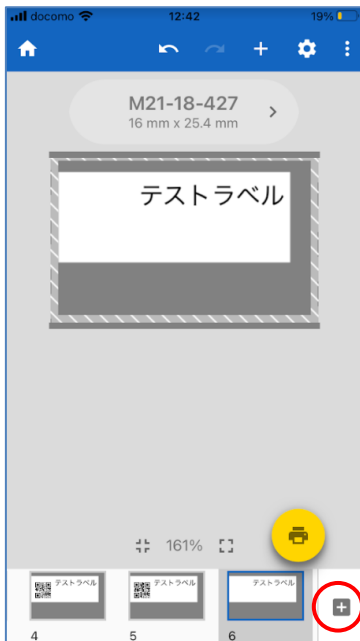 docomo 12:42 19%
M21-18-427
16 mm x 25.4 mm
テストラベル
161%
テストラベル テストラベル テストラベル
4 5 6